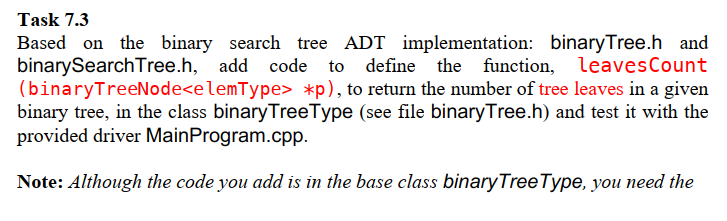 Task 7.3
Based on the binary search tree ADT implementation: binaryTree.h and
binarySearchTree.h, add code to define the function, leavesCount
(binaryTreeNode<elemType> *p), to return the number of tree leaves in a given
binary tree, in the class binaryTreeType (see file binaryTree.h) and test it with the
provided driver MainProgram.cpp.
Note: Although the code you add is in the base class binaryTreeType, you need the